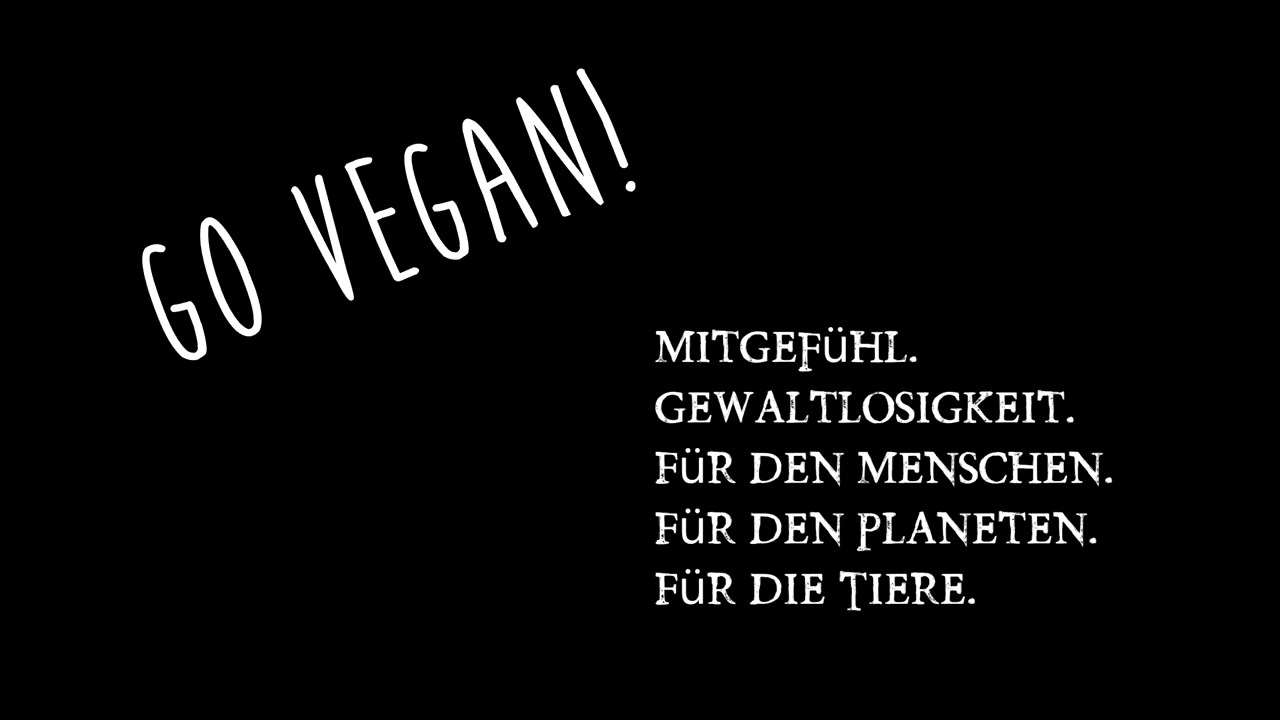 GO VEGAN!
MITGEFÜHL.
GEWALTLOSIGKEIT.
FÜR DEN MENSCHEN.
FÜR DEN PLANETEN.
FÜR DIE TIERE.